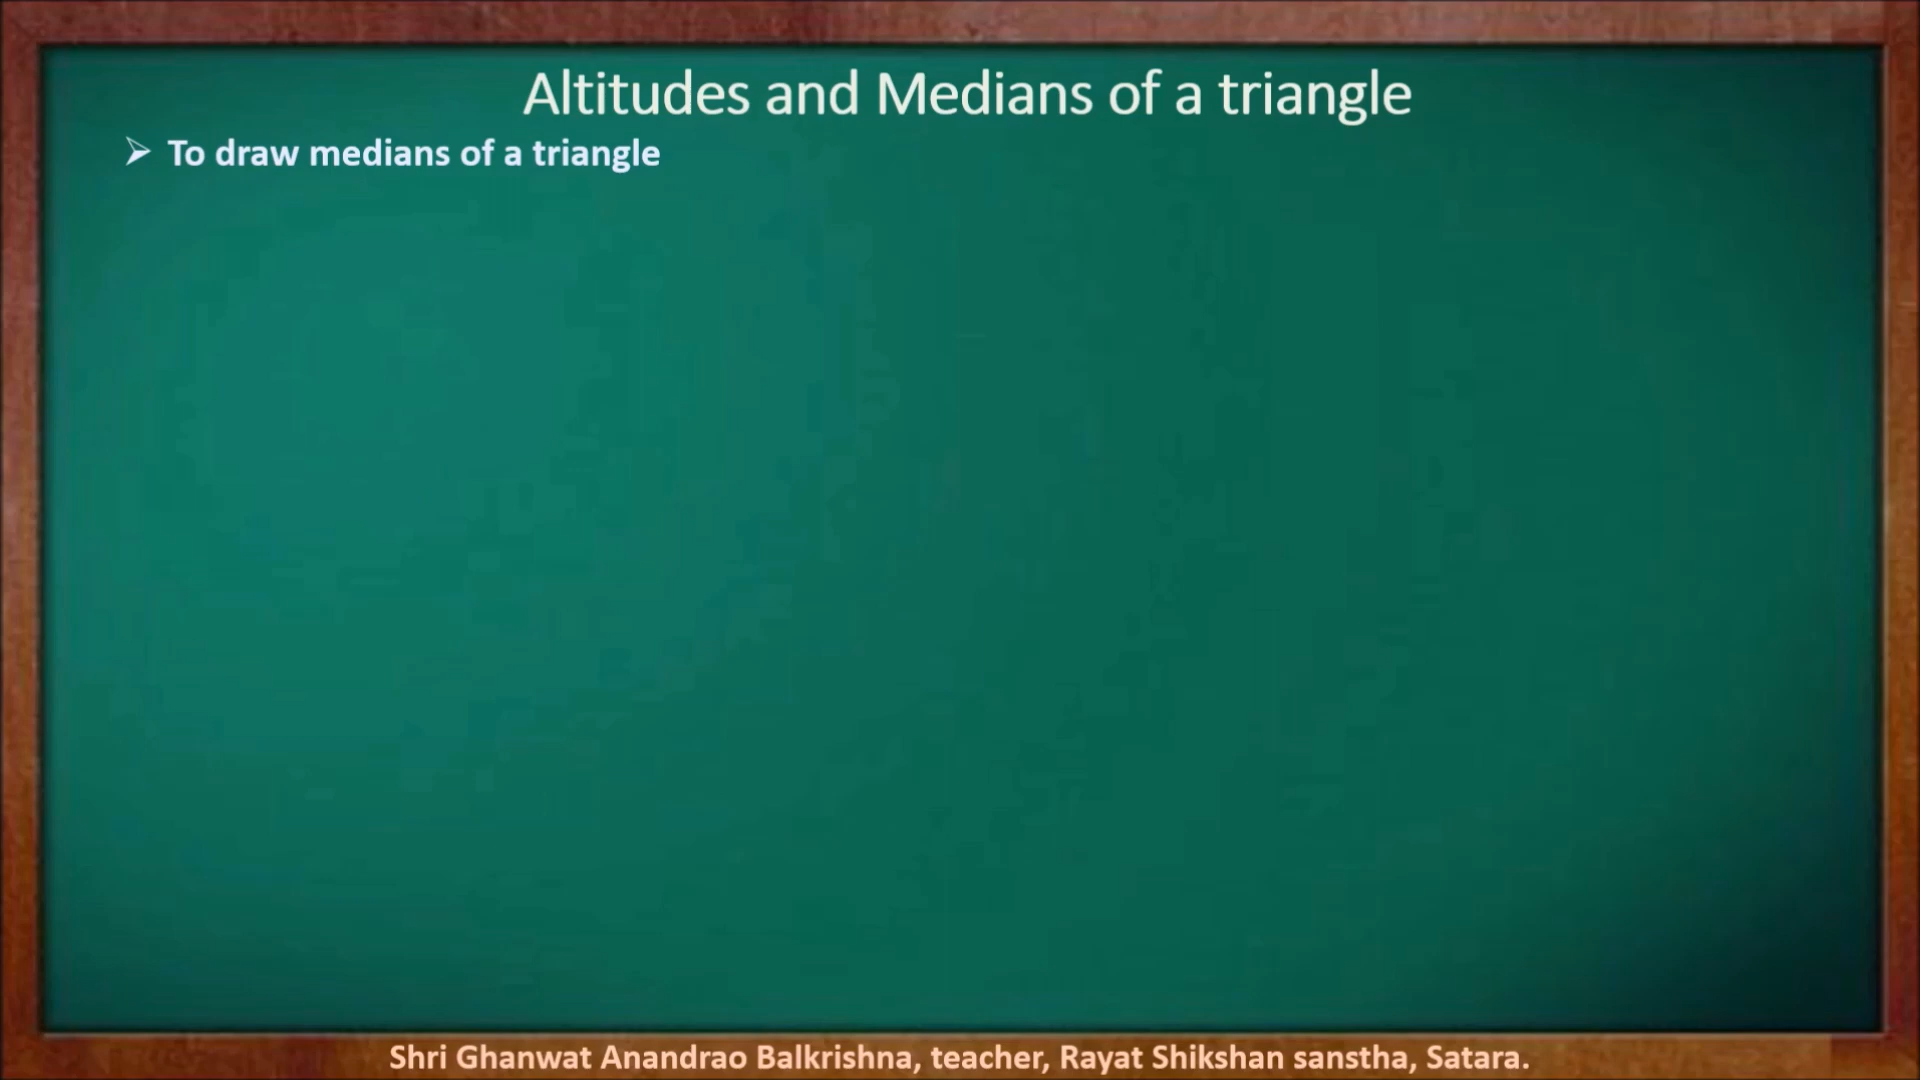 Altitudes and Medians of a triangle
➢ To draw medians of a triangle
Shri Ghanwat Anandrao Balkrishna, teacher, Rayat Shikshan sanstha, Satara.